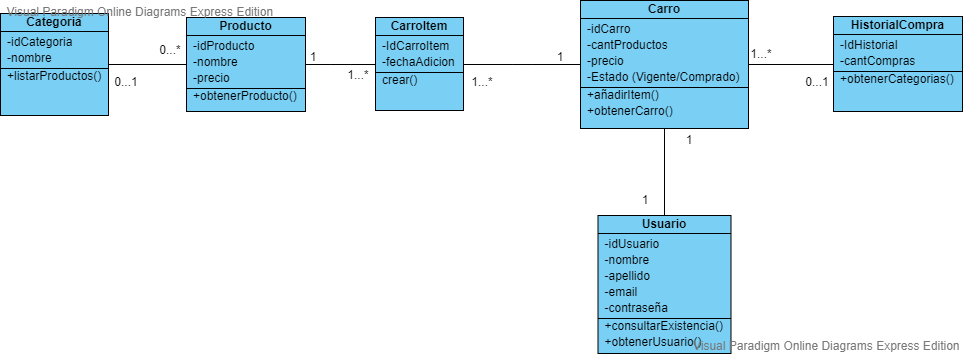 Visual Paradigm Online Diagrams Express Edition
Categoria
-idCategoria
-nombre
+listarProductos()
0...*
0...1
Producto
-idProducto
-nombre
-precio
+obtenerProducto()
1
1...*
CarroItem
-IdCarroItem
-fechaAdicion
crear()
1...*
1
Carro
-idCarro
-cantProductos
-precio
-Estado (Vigente/Comprado)
+añadirItem()
+obtenerCarro()
1...*
0...1
HistorialCompra
-IdHistorial
-cantCompras
+obtenerCategorias()
1
1
Usuario
-idUsuario
-nombre
-apellido
-email
-contraseña
+consultarExistencia()
+obtenerUsuario()
Visual Paradigm Online Diagrams Express Edition